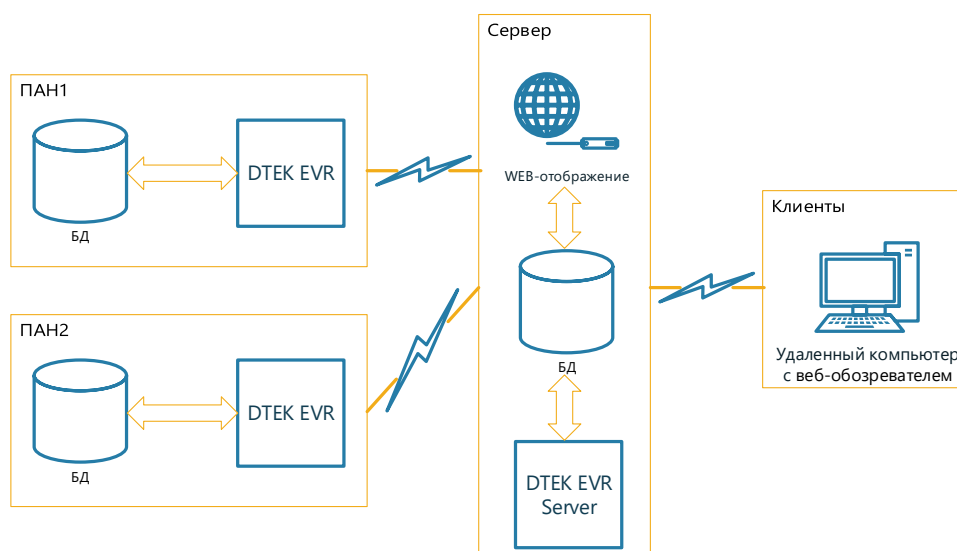 ПАН1
БД
DTEK EVR
ПАН2
БД
DTEK EVR
Сервер
WEB-отображение
БД
DTEK EVR
Server
Клиенты
Удаленный компьютер
с веб-обозревателем